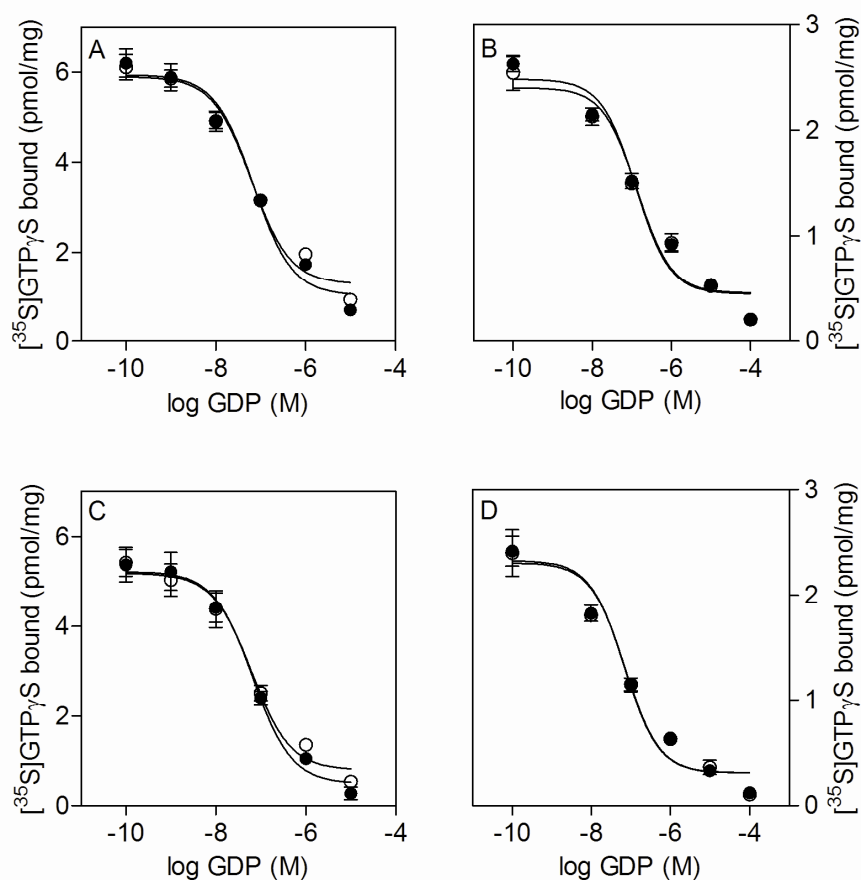 A
[³⁵S]GTPγS bound (pmol/mg)
6
4
2
0
-10
-8
-6
-4
log GDP (M)
B
3
2
1
0
[³⁵S]GTPγS bound (pmol/mg)
-10
-8
-6
-4
log GDP (M)
C
[³⁵S]GTPγS bound (pmol/mg)
6
4
2
0
-10
-8
-6
-4
log GDP (M)
D
3
2
1
0
[³⁵S]GTPγS bound (pmol/mg)
-10
-8
-6
-4
log GDP (M)